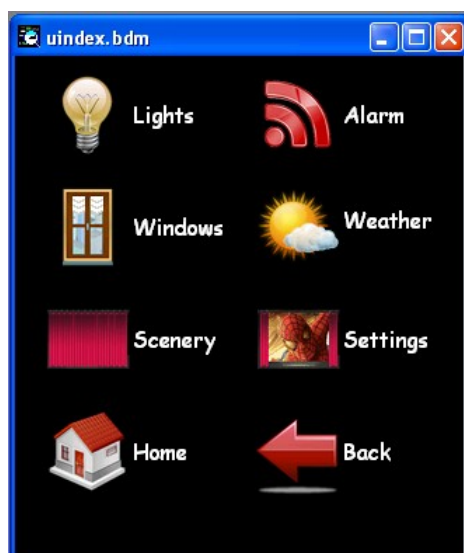 uindex.bdm
Lights Alarm
Windows Weather
Scenery Settings
Home Back